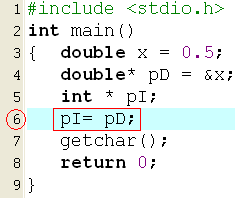 1 #include <stdio.h>
2 int main()
3 {  double x = 0.5;
4    double* pD = &x;
5    int * pI;
6    pI= pD;
7    getchar();
8    return 0;
9 }